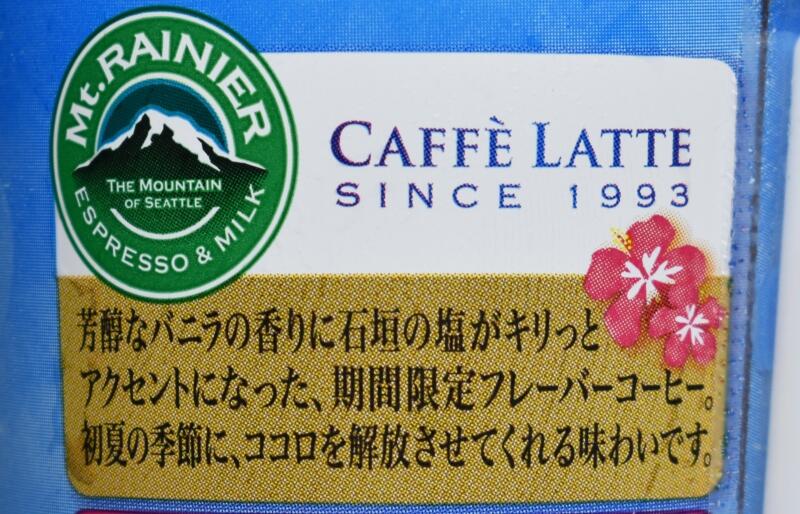 Mt. RAINIER
THE MOUNTAIN
OF SEATTLE
ESPRESSO & MILK
CAFFÈ LATTE
SINCE 1993
芳醇なバニラの香りに石垣の塩がキリっと
アクセントになった、期間限定フレーバーコーヒー。
初夏の季節に、ココロを解放させてくれる味わいです。